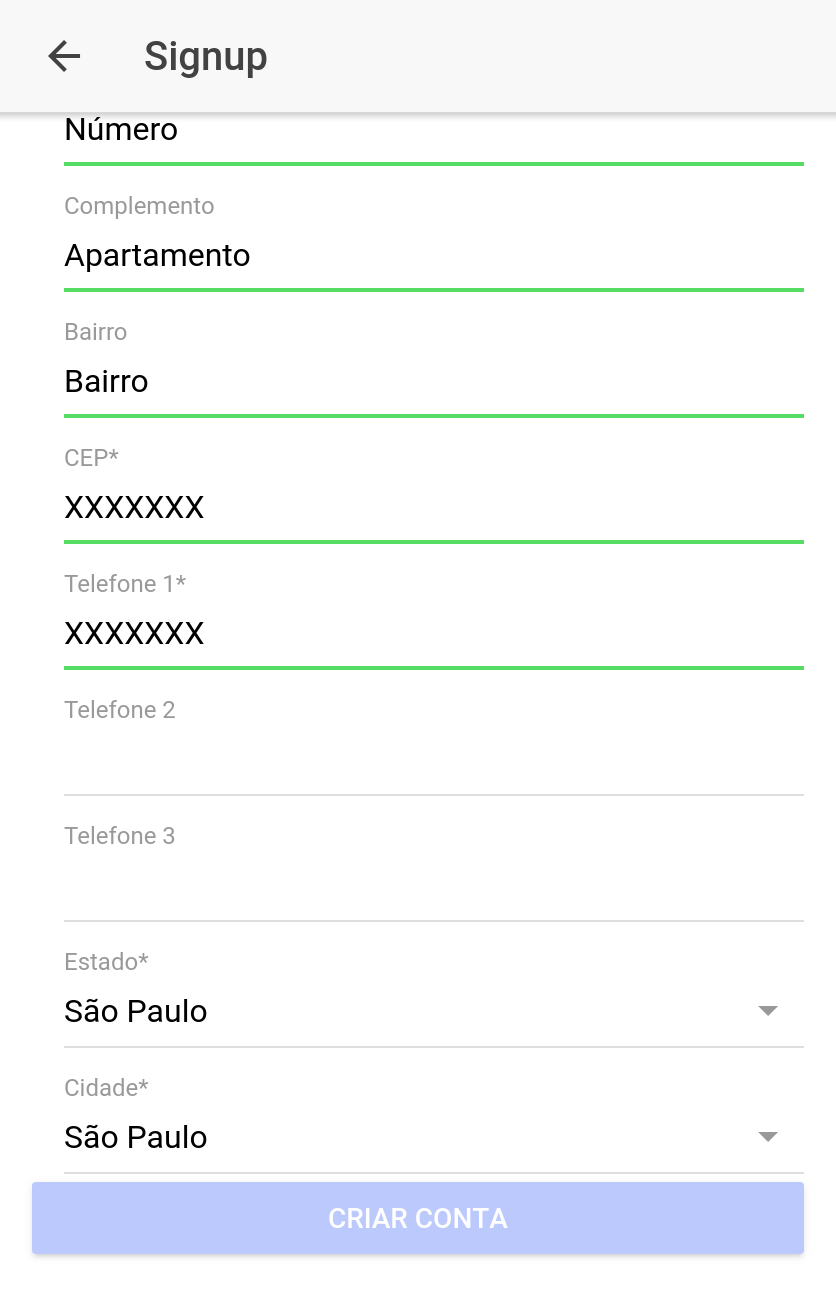 Signup
Número
Complemento
Apartamento
Bairro
Bairro
CEP*
XXXXXXX
Telefone 1*
XXXXXXX
Telefone 2
Telefone 3
Estado*
São Paulo
Cidade*
São Paulo
CRIAR CONTA